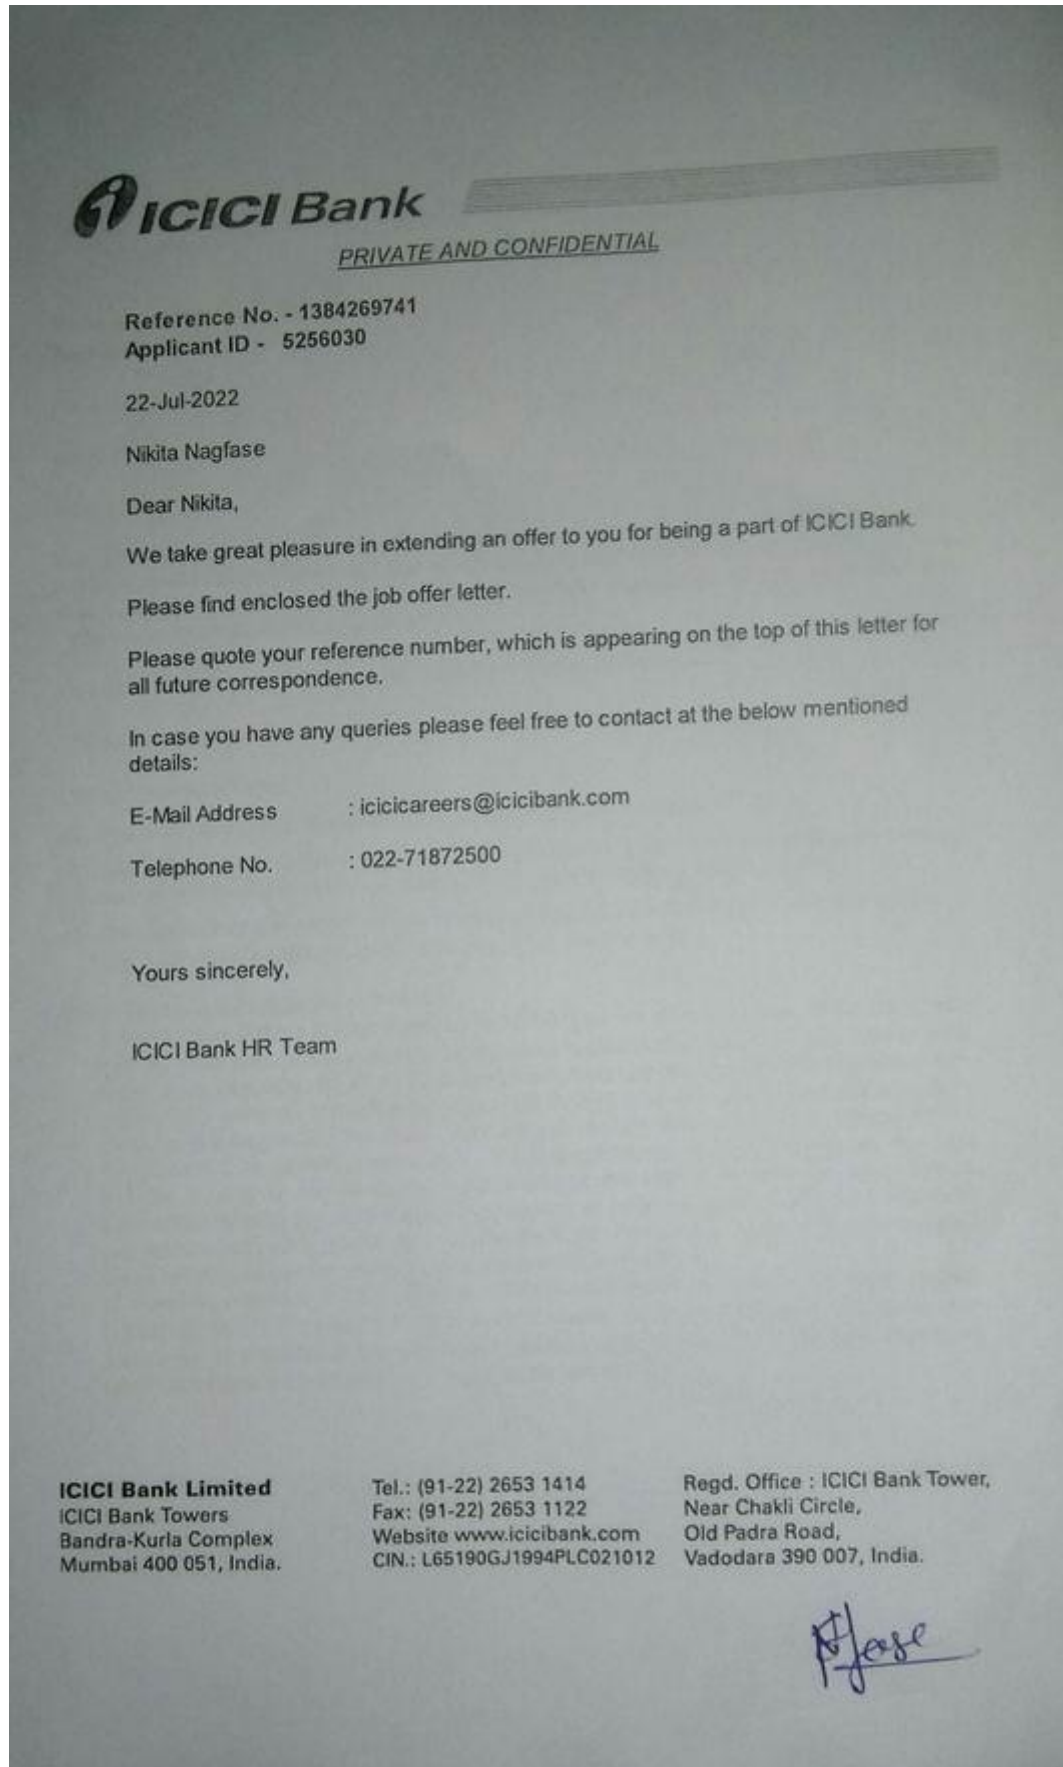 ICICI Bank
PRIVATE AND CONFIDENTIAL
Reference No. - 1384269741
Applicant ID - 5256030
22-Jul-2022
Nikita Nagfase
Dear Nikita,
We take great pleasure in extending an offer to you for being a part of ICICI Bank.
Please find enclosed the job offer letter.
Please quote your reference number, which is appearing on the top of this letter for
all future correspondence.
In case you have any queries please feel free to contact at the below mentioned
details:
E-Mail Address : icicicareers@icicibank.com
Telephone No. : 022-71872500
Yours sincerely,
ICICI Bank HR Team
ICICI Bank Limited
ICICI Bank Towers
Bandra-Kurla Complex
Mumbai 400 051, India.
Tel.: (91-22) 2653 1414
Fax: (91-22) 2653 1122
Website www.icicibank.com
CIN.: L65190GJ1994PLC021012
Regd. Office : ICICI Bank Tower,
Near Chakli Circle,
Old Padra Road,
Vadodara 390 007, India.